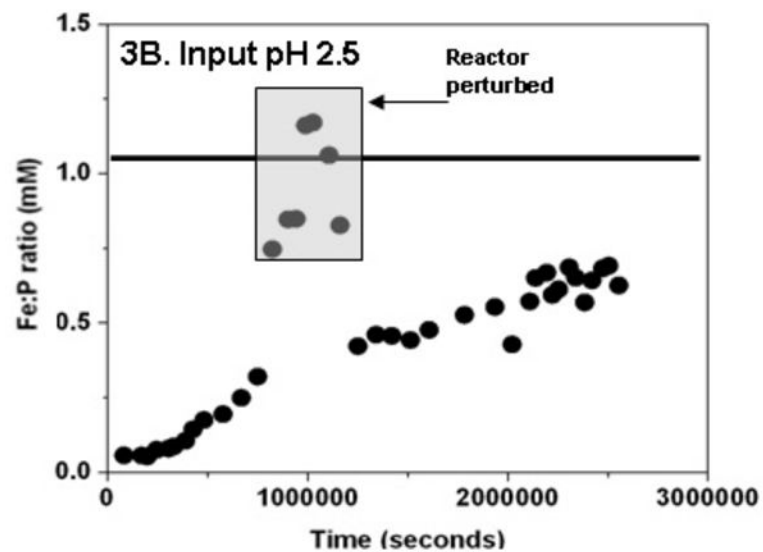 1.5
3B. Input pH 2.5
Reactor
perturbed
1.0
Fe:P ratio (mM)
0.5
0.0
0
1000000
2000000
3000000
Time (seconds)